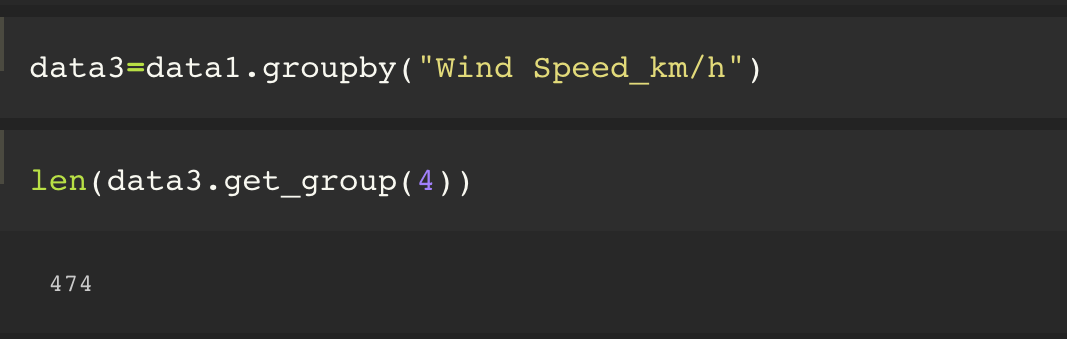 data3=data1.groupby("Wind Speed_km/h")
len(data3.get_group(4))
474